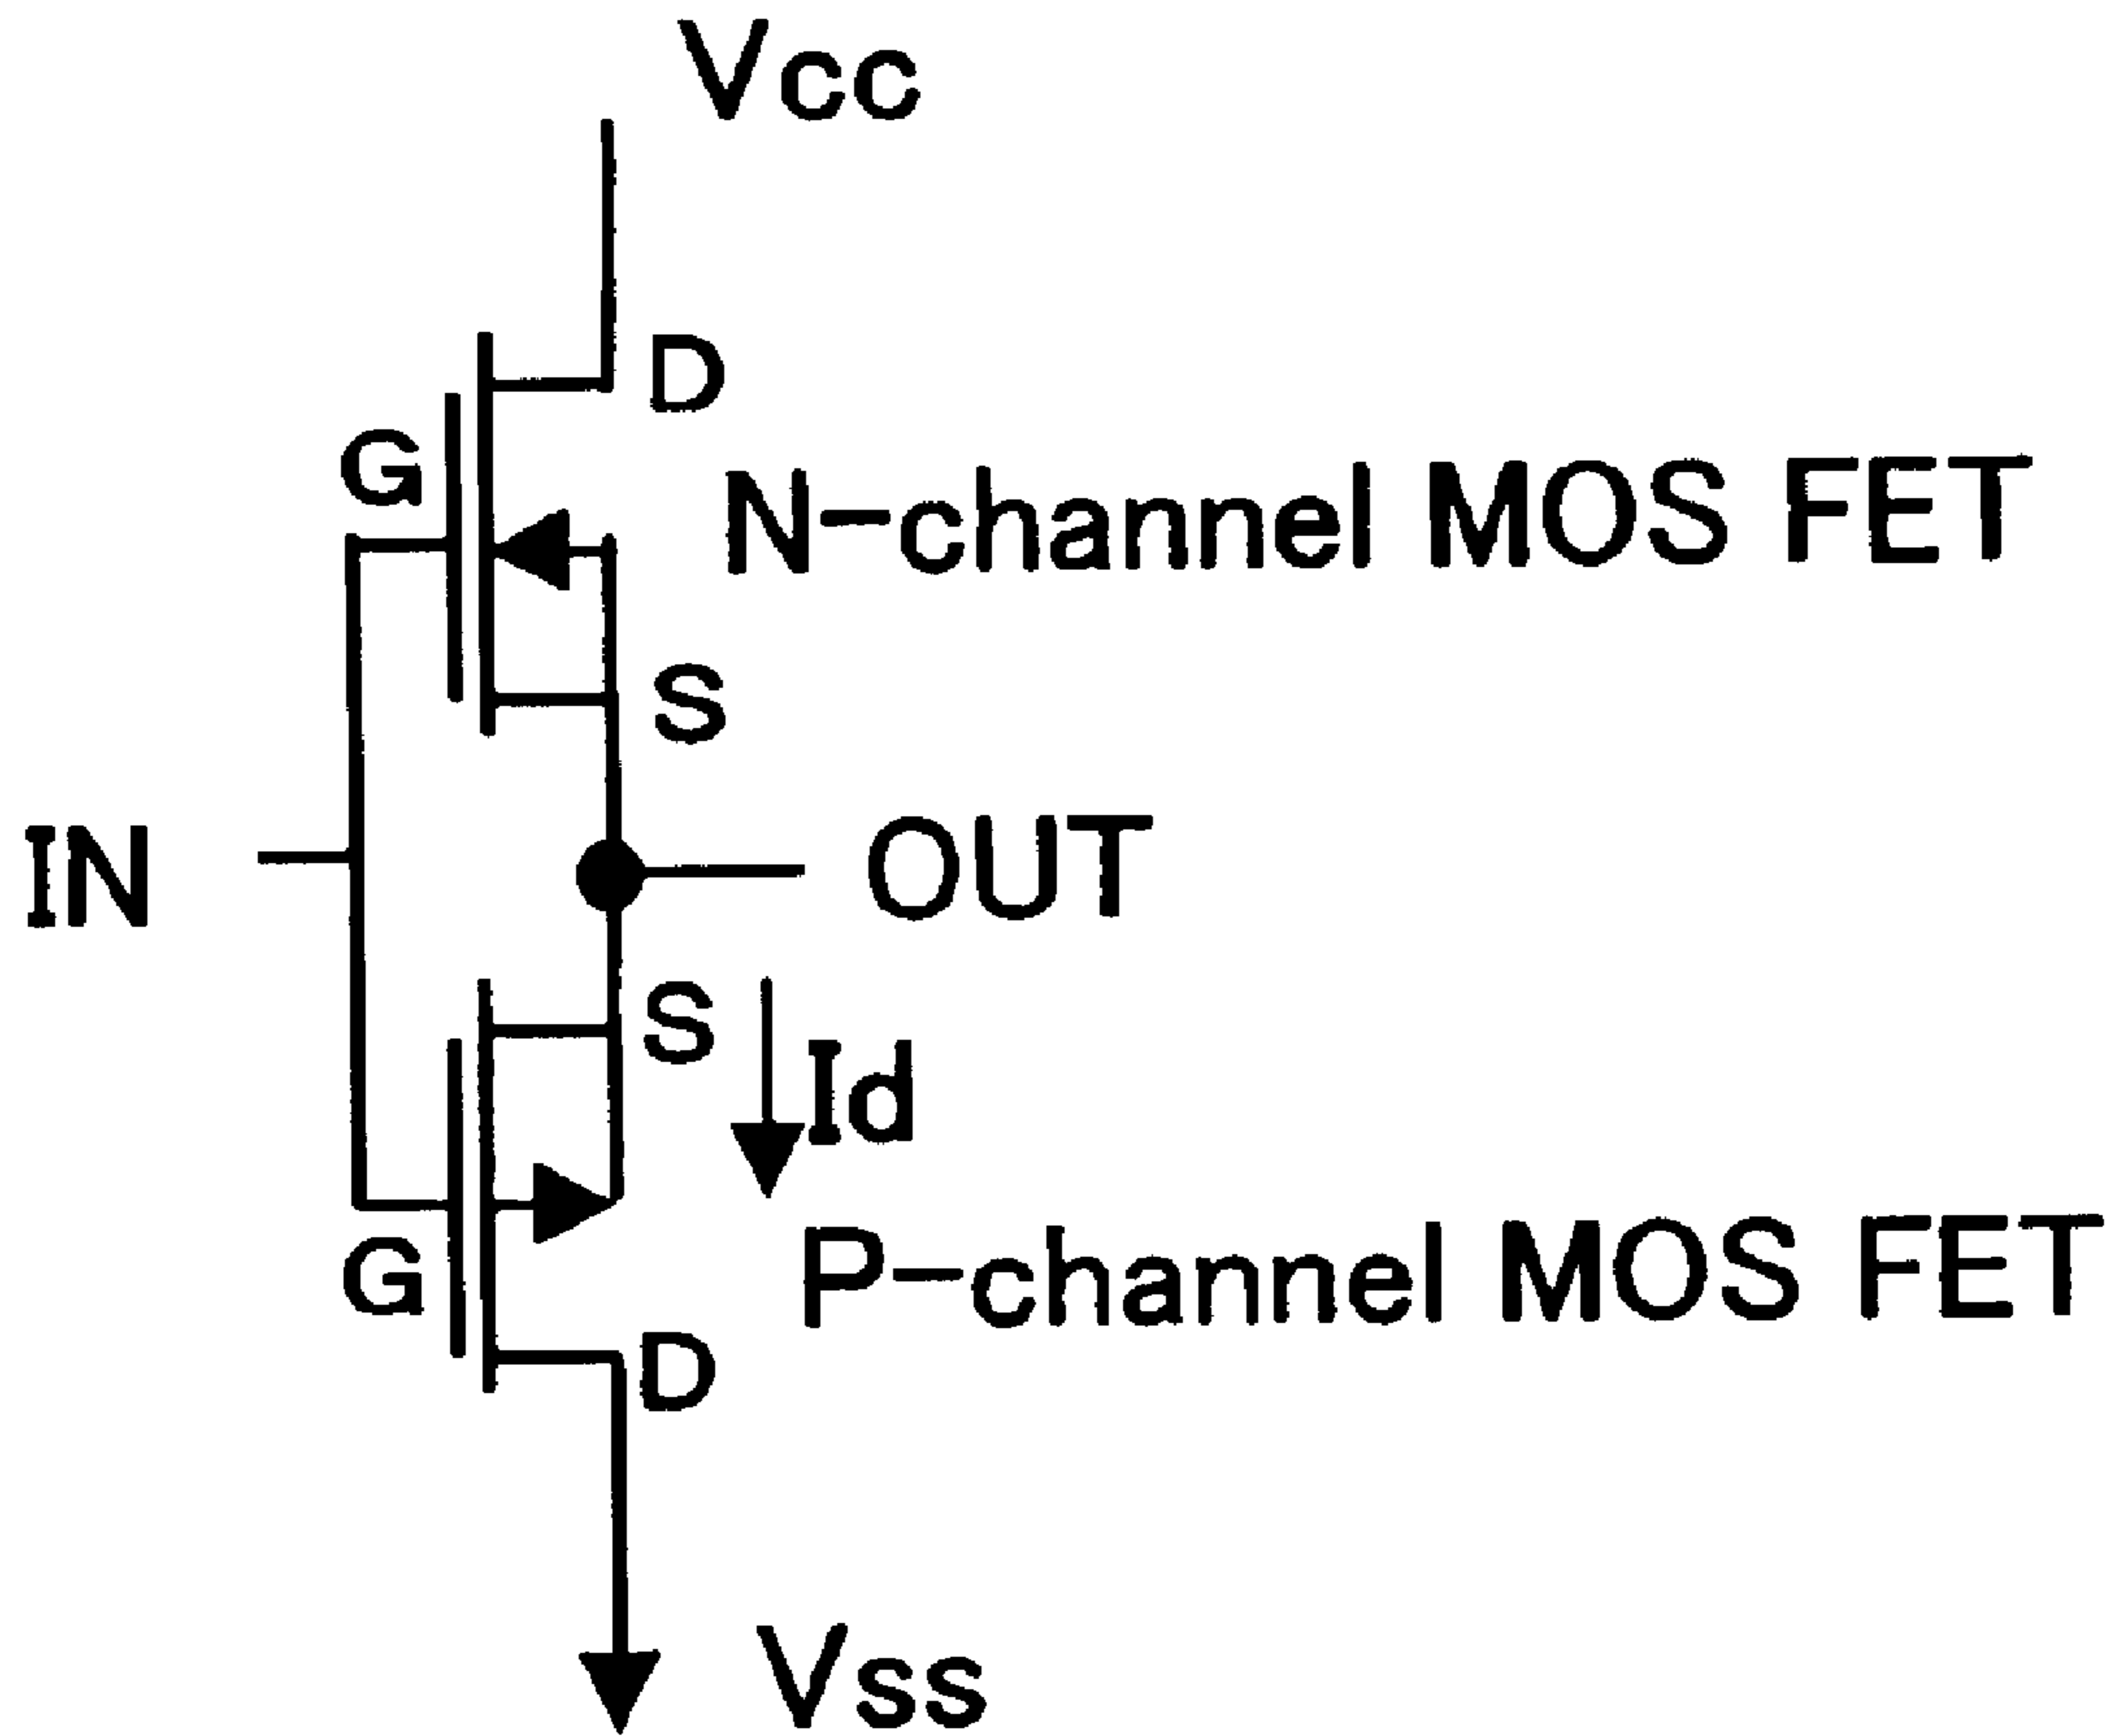 Vcc
D
G
N-channel MOS FET
S
IN
OUT
S
Id
G
P-channel MOS FET
D
Vss